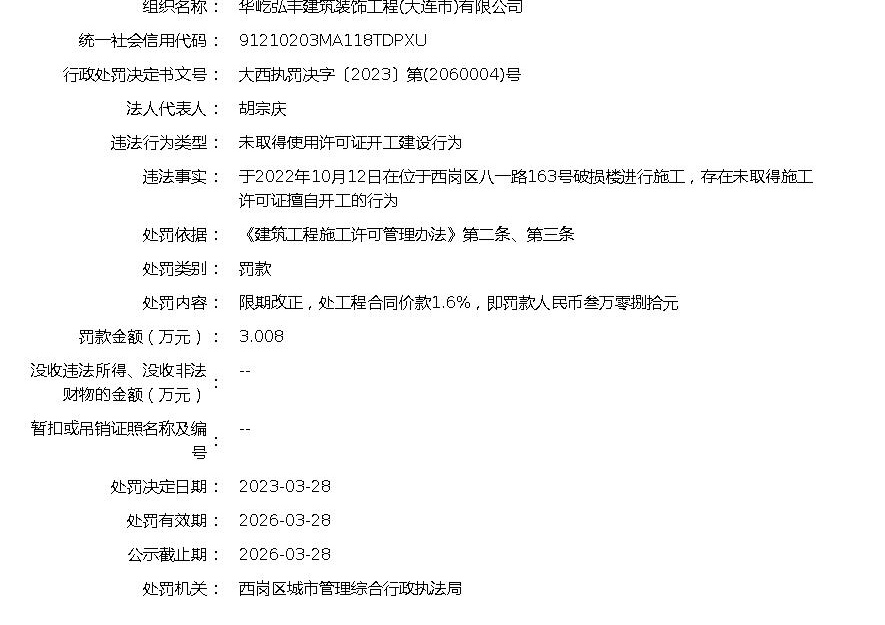 组织名称： 华屹弘丰建筑装饰工程(大连市)有限公司
统一社会信用代码： 91210203MA118TDPXU
行政处罚决定书文号： 大西执罚决字〔2023〕第(2060004)号
法人代表人： 胡宗庆
违法行为类型： 未取得使用许可证开工建设行为
违法事实： 于2022年10月12日在位于西岗区八一路163号破损楼进行施工，存在未取得施工
许可证擅自开工的行为
处罚依据： 《建筑工程施工许可管理办法》第二条、第三条
处罚类别： 罚款
处罚内容： 限期改正，处工程合同价款1.6%，即罚款人民币叁万零捌拾元
罚款金额（万元）： 3.008
没收违法所得、没收非法
财物的金额（万元）： --
暂扣或吊销证照名称及编
号： --
处罚决定日期： 2023-03-28
处罚有效期： 2026-03-28
公示截止期： 2026-03-28
处罚机关： 西岗区城市管理综合行政执法局